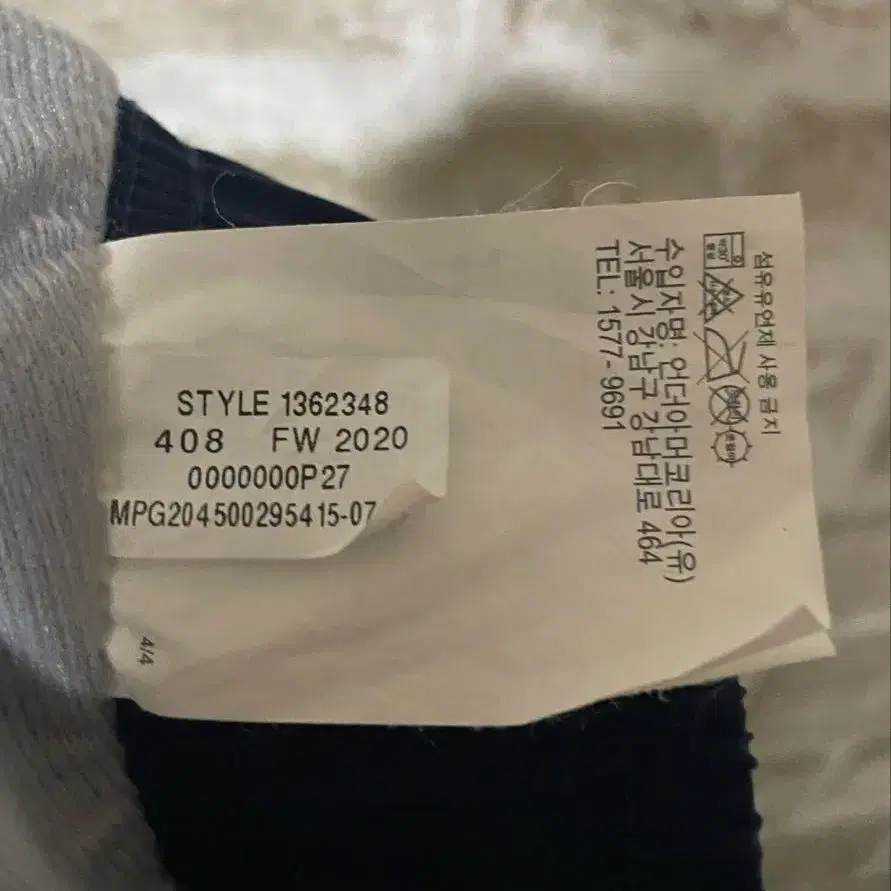 STYLE 1362348
408 FW 2020
0000000P27
MPG204500295415-07
4/4
섬유유연제 사용 금지
수입자명: 언더아머코리아(유)
서울시 강남구 강남대로 464
TEL: 1577-9691